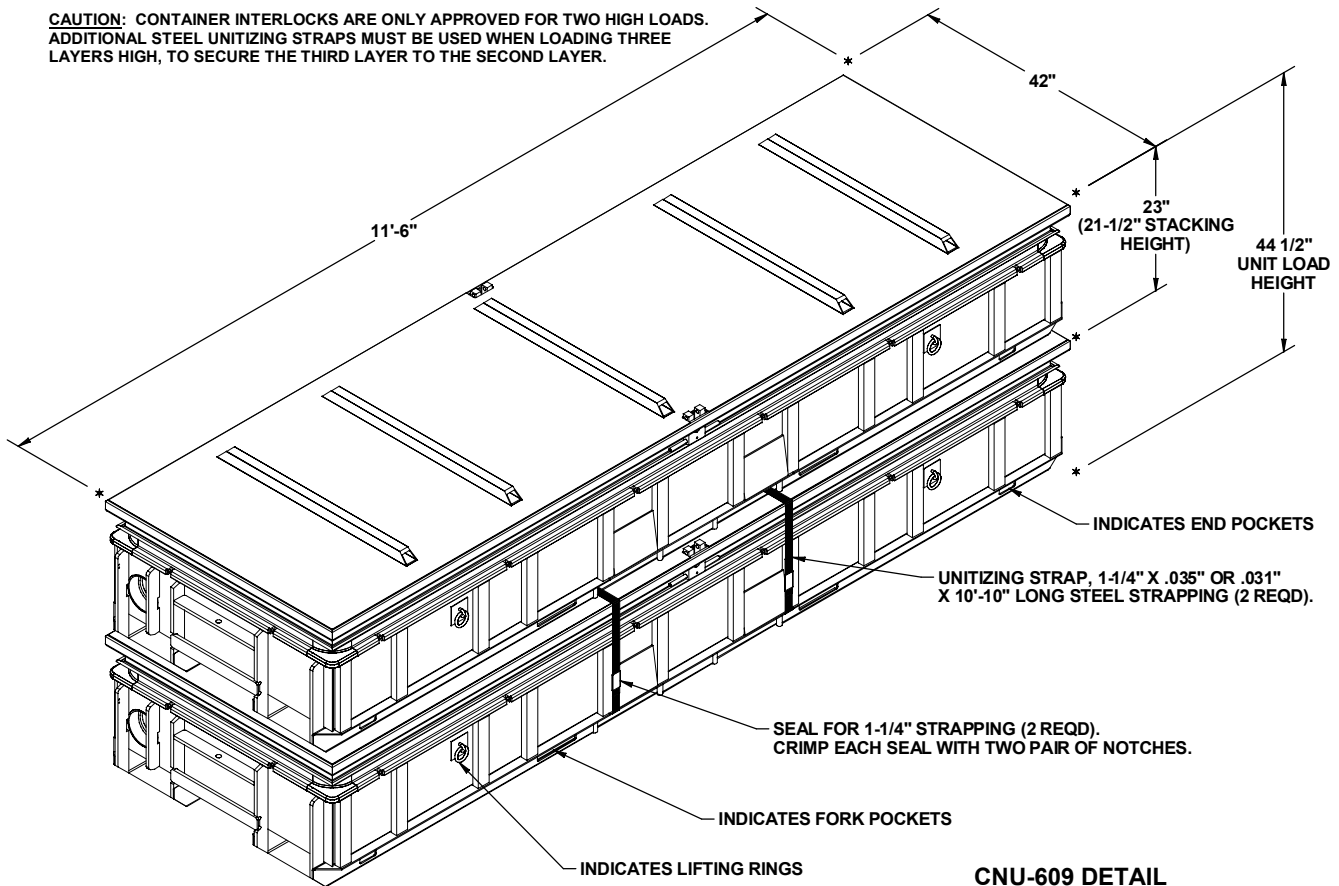 CAUTION: CONTAINER INTERLOCKS ARE ONLY APPROVED FOR TWO HIGH LOADS.
ADDITIONAL STEEL UNITIZING STRAPS MUST BE USED WHEN LOADING THREE
LAYERS HIGH, TO SECURE THE THIRD LAYER TO THE SECOND LAYER.
*
42"
*
23"
(21-1/2" STACKING
HEIGHT)
11'-6"
44 1/2"
UNIT LOAD
HEIGHT
*
*
*
INDICATES END POCKETS
UNITIZING STRAP, 1-1/4" X .035" OR .031"
X 10'-10" LONG STEEL STRAPPING (2 REQD).
SEAL FOR 1-1/4" STRAPPING (2 REQD).
CRIMP EACH SEAL WITH TWO PAIR OF NOTCHES.
INDICATES FORK POCKETS
INDICATES LIFTING RINGS
CNU-609 DETAIL